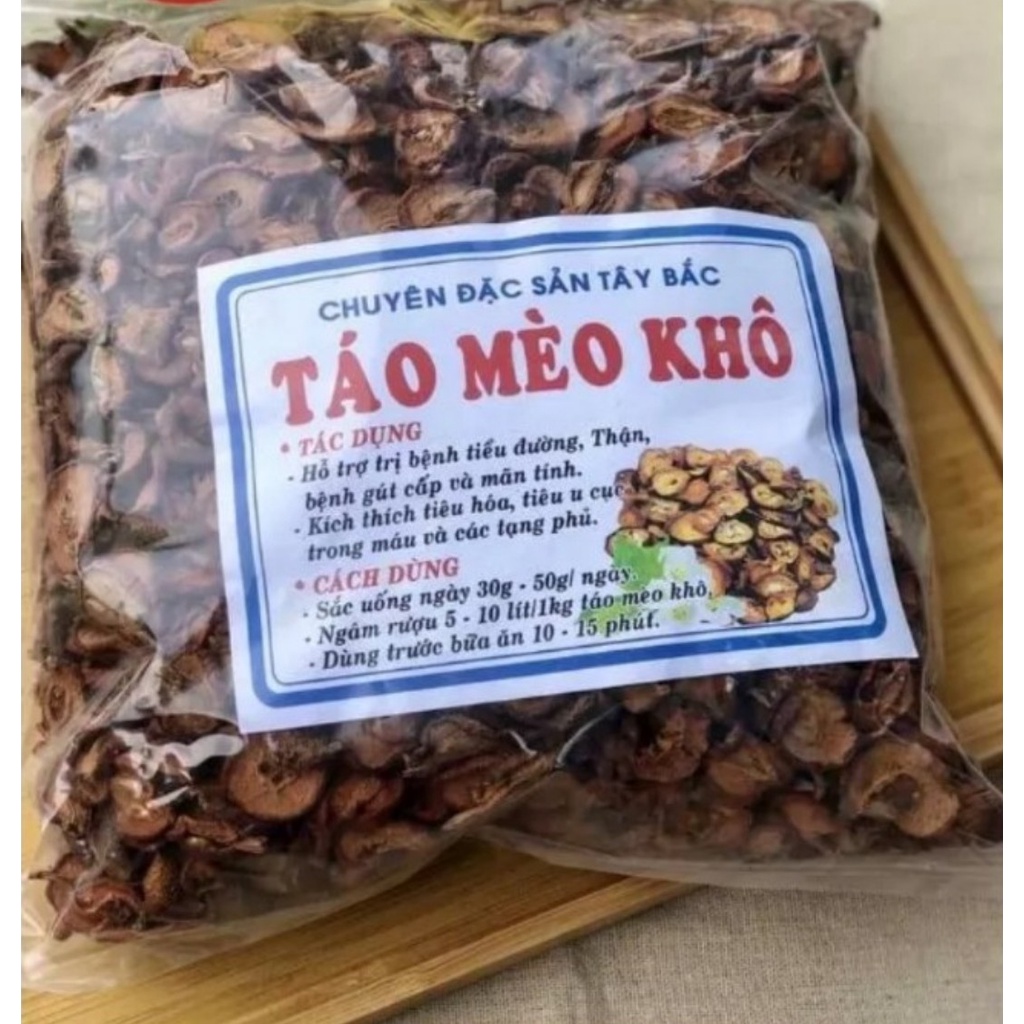 CHUYÊN ĐẶC SẢN TÂY BẮC
TÁO MÈO KHÔ
* TÁC DỤNG
- Hỗ trợ trị bệnh tiểu đường, Thận,
bệnh gút cấp và mãn tính.
- Kích thích tiêu hóa, tiêu u cục
trong máu và các tạng phủ.
* CÁCH DÙNG
- Sắc uống ngày 30g - 50g/ ngày.
- Ngâm rượu 5 - 10 lít/1kg táo mèo khô.
- Dùng trước bữa ăn 10 - 15 phút.